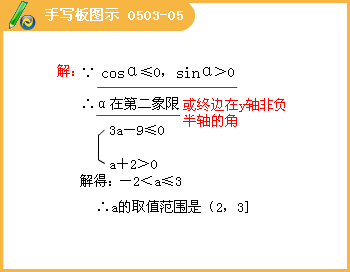 手写板图示 0503-05
解: ∵ cosα≤0, sinα>0
∴ α在第二象限 或终边在y轴非负
半轴的角
3a-9≤0
a+2>0
解得: -2<a≤3
∴a的取值范围是 (2, 3]